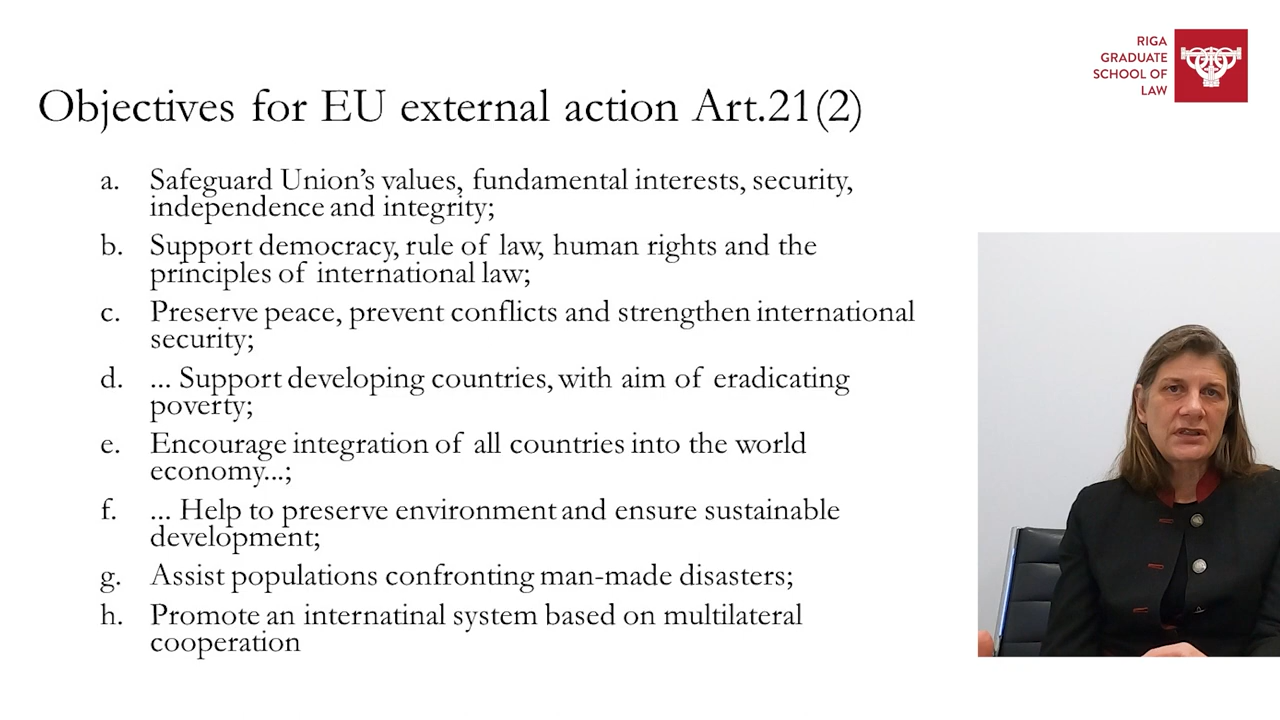 RIGA
GRADUATE
SCHOOL OF
LAW
Objectives for EU external action Art.21(2)
a. Safeguard Union’s values, fundamental interests, security,
independence and integrity;
b. Support democracy, rule of law, human rights and the
principles of international law;
c. Preserve peace, prevent conflicts and strengthen international
security;
d. ... Support developing countries, with aim of eradicating
poverty;
e. Encourage integration of all countries into the world
economy...;
f. ... Help to preserve environment and ensure sustainable
development;
g. Assist populations confronting man-made disasters;
h. Promote an internatinal system based on multilateral
cooperation